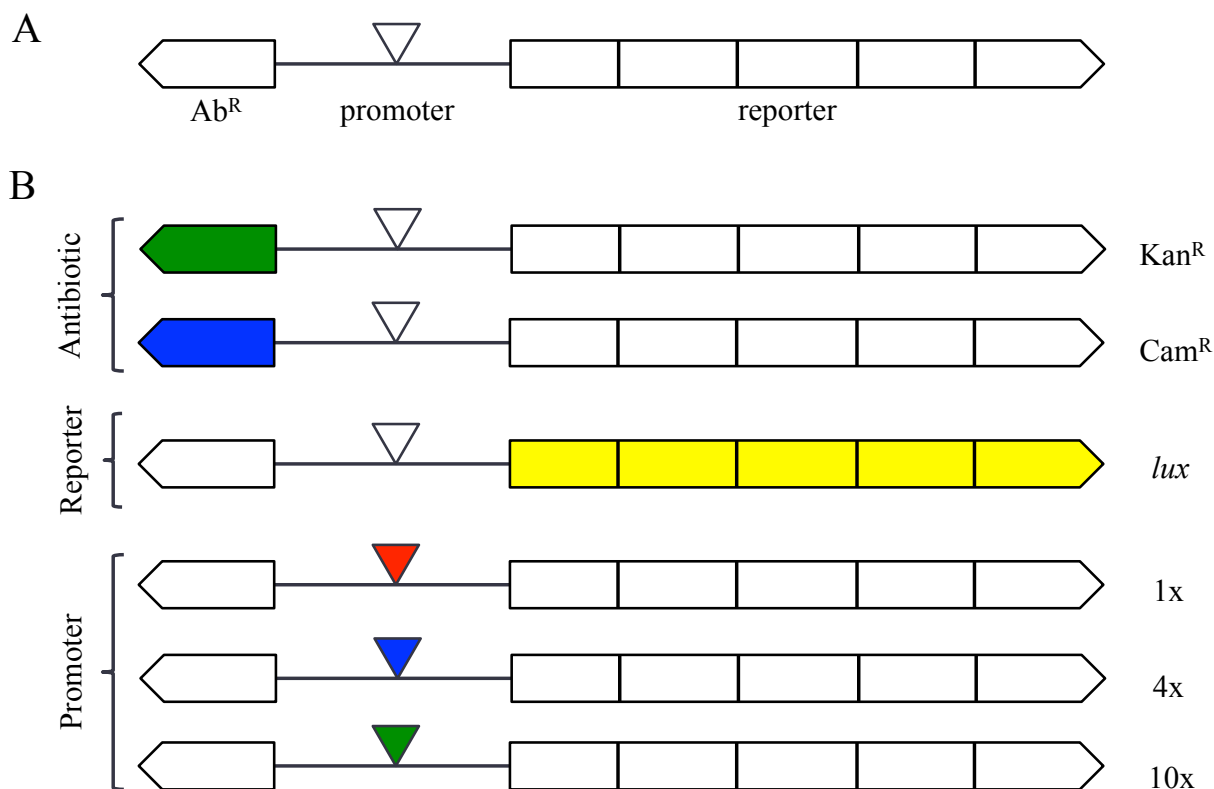 A
Ab^R promoter reporter
B
Antibiotic
Kan^R
Cam^R
Reporter
lux
Promoter
1x
4x
10x